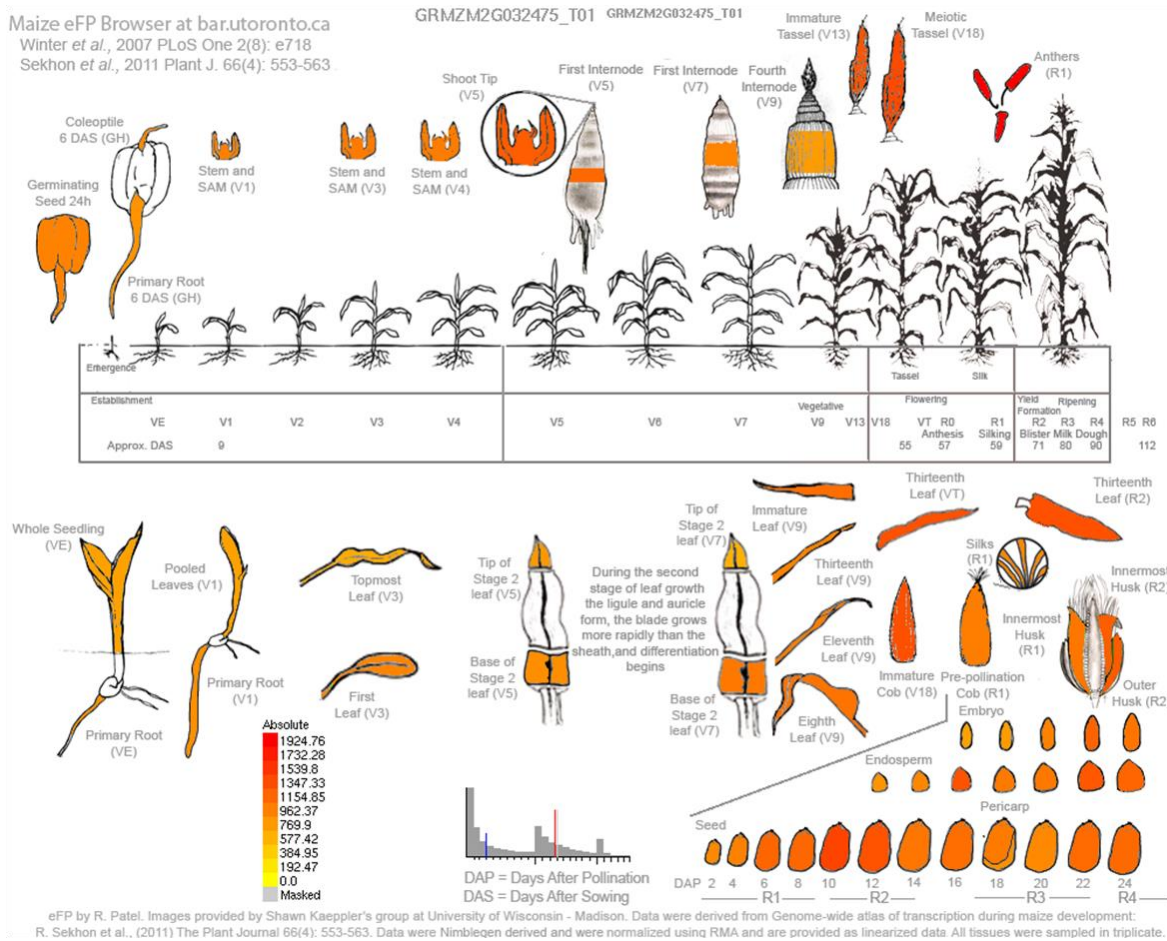 Maize eFP Browser at bar.utoronto.ca
Winter et al., 2007 PLoS One 2(8): e718
Sekhon et al., 2011 Plant J. 66(4): 553-563
GRMZM2G032475_T01 GRMZM2G032475_T01
Coleoptile
6 DAS (GH)
Germinating
Seed 24h
Primary Root
6 DAS (GH)
Stem and
SAM (V1)
Stem and
SAM (V3)
Stem and
SAM (V4)
Shoot Tip
(V5)
First Internode
(V5)
First Internode
(V7)
Fourth
Internode
(V9)
Immature
Tassel (V13)
Meiotic
Tassel (V18)
Anthers
(R1)
Emergence
Tassel
Silk
Establishment
Vegetative
Flowering
Yield
Formation
Ripening
VE V1 V2 V3 V4 V5 V6 V7 V9 V13 V18 VT R0 R1 R2 R3 R4 R5 R6
Anthesis Silking Blister Milk Dough
Approx. DAS 9 55 57 59 71 80 90 112
Whole Seedling
(VE)
Primary Root
(VE)
Pooled
Leaves (V1)
Primary Root
(V1)
Topmost
Leaf (V3)
First
Leaf (V3)
Tip of
Stage 2
leaf (V5)
Base of
Stage 2
leaf (V5)
During the second
stage of leaf growth
the ligule and auricle
form, the blade grows
more rapidly than the
sheath,and differentiation
begins
Tip of
Stage 2
leaf (V7)
Base of
Stage 2
leaf (V7)
Immature
Leaf (V9)
Thirteenth
Leaf (V9)
Eleventh
Leaf (V9)
Eighth
Leaf (V9)
Thirteenth
Leaf (VT)
Thirteenth
Leaf (R2)
Immature
Cob (V18)
Silks
(R1)
Pre-pollination
Cob (R1)
Innermost
Husk
(R1)
Innermost
Husk (R2)
Outer
Husk (R2)
Embryo
Endosperm
Pericarp
Seed
DAP 2 4 6 8 10 12 14 16 18 20 22 24
R1 R2 R3 R4
Absolute
1924.76
1732.28
1539.8
1347.33
1154.85
962.37
769.9
577.42
384.95
192.47
0.0
Masked
DAP = Days After Pollination
DAS = Days After Sowing
eFP by R. Patel. Images provided by Shawn Kaeppler's group at University of Wisconsin - Madison. Data were derived from Genome-wide atlas of transcription during maize development:
R. Sekhon et al., (2011) The Plant Journal 66(4): 553-563. Data were Nimblegen derived and were normalized using RMA and are provided as linearized data. All tissues were sampled in triplicate.